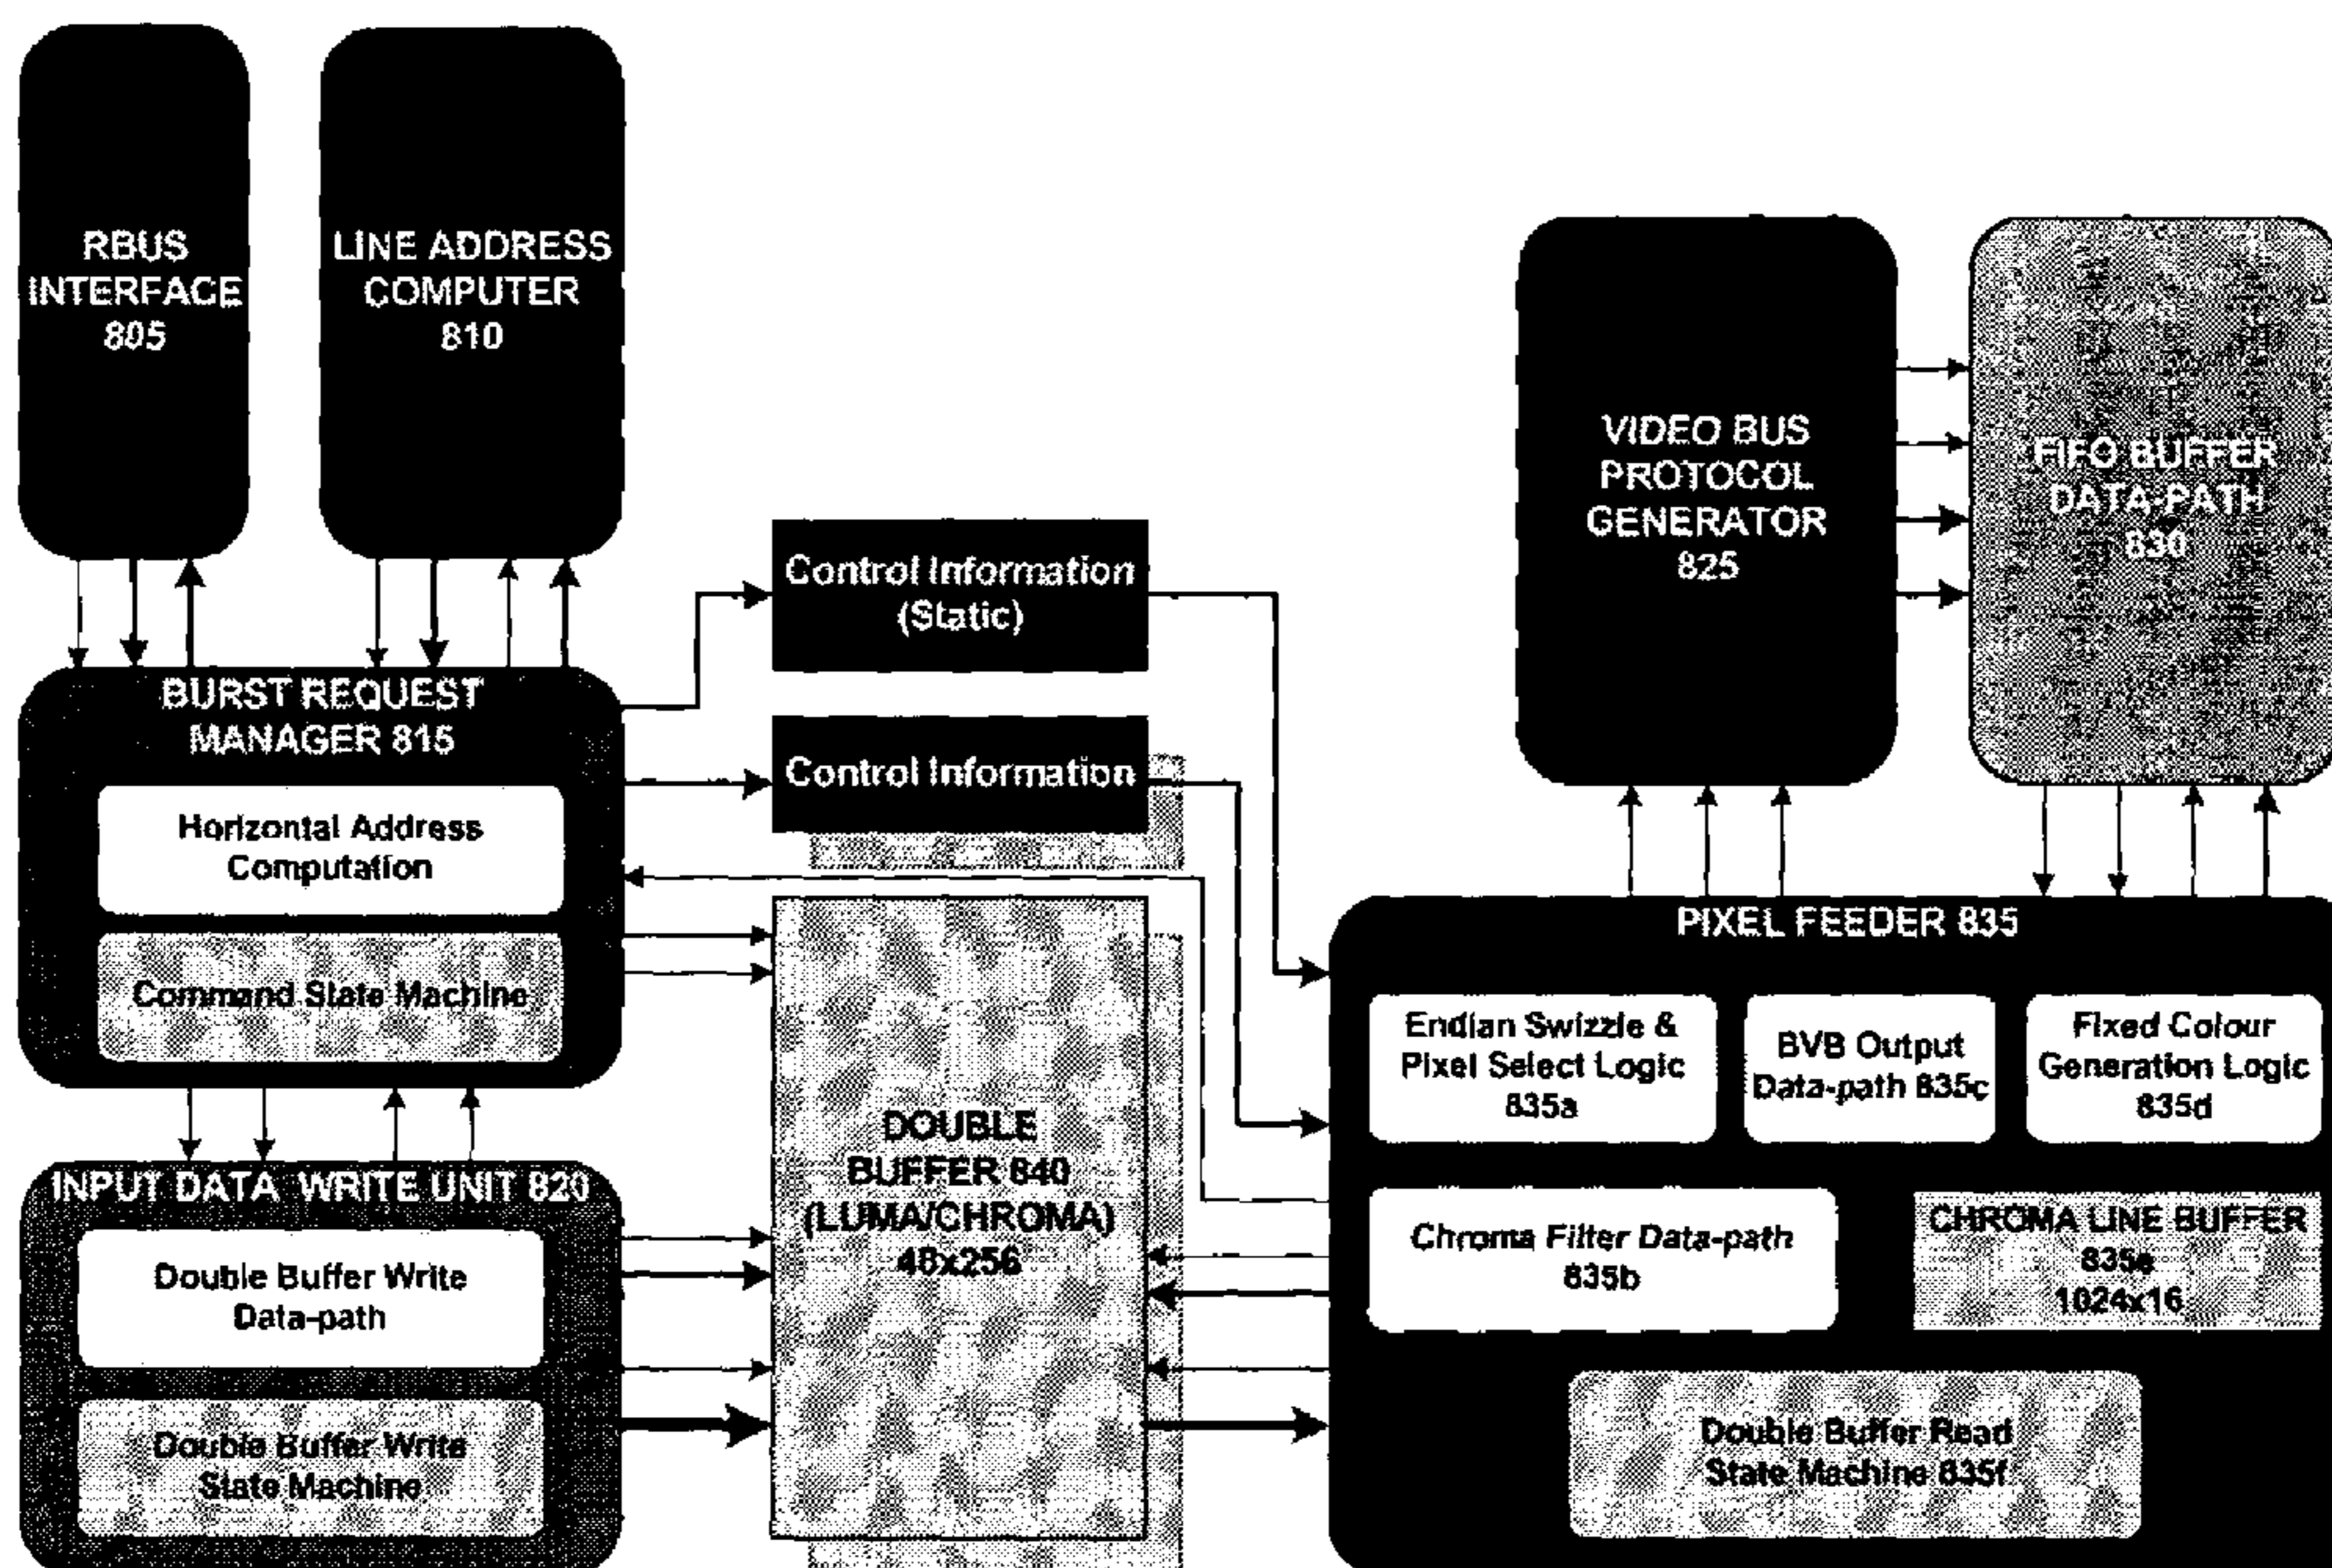 RBUS
INTERFACE
805
LINE ADDRESS
COMPUTER
810
BURST REQUEST
MANAGER 815
Horizontal Address
Computation
Command State Machine
INPUT DATA WRITE UNIT 820
Double Buffer Write
Data-path
Double Buffer Write
State Machine
Control Information
(Static)
Control Information
DOUBLE
BUFFER 840
(LUMA/CHROMA)
48x256
VIDEO BUS
PROTOCOL
GENERATOR
825
FIFO BUFFER
DATA-PATH
830
PIXEL FEEDER 835
Endian Swizzle &
Pixel Select Logic
835a
BVB Output
Data-path 835c
Fixed Colour
Generation Logic
835d
Chroma Filter Data-path
835b
CHROMA LINE BUFFER
835e
1024x16
Double Buffer Read
State Machine 835f